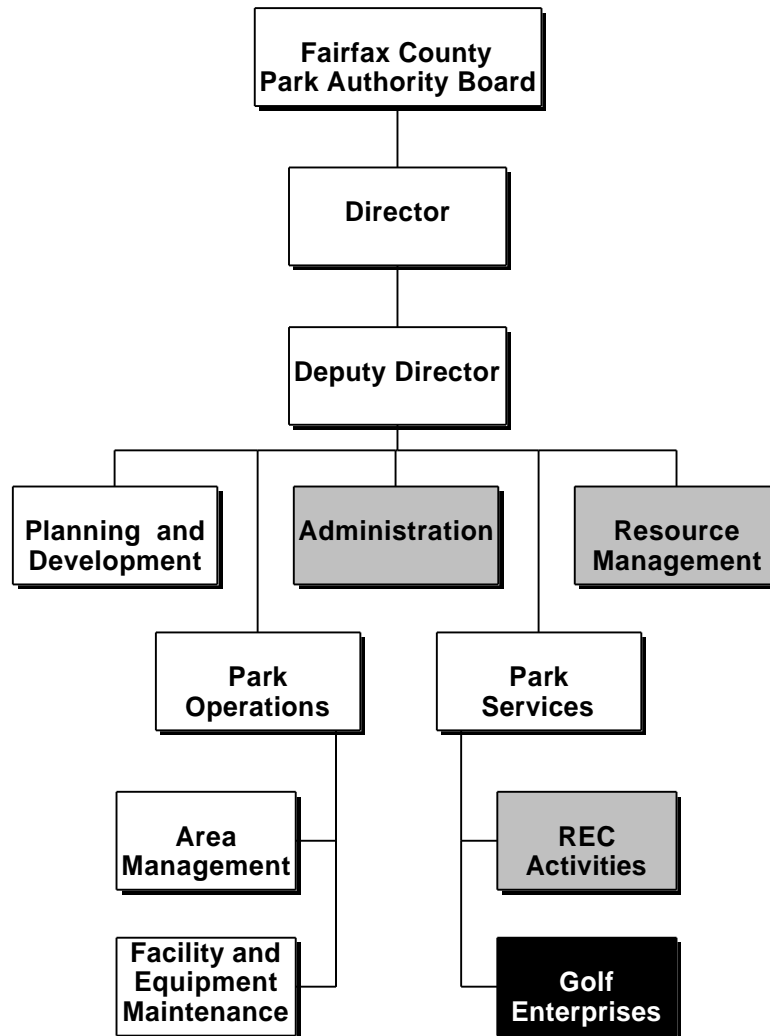 Fairfax County
Park Authority Board
Director
Deputy Director
Planning and
Development
Administration
Resource
Management
Park
Operations
Park
Services
Area
Management
REC
Activities
Facility and
Equipment
Maintenance
Golf
Enterprises